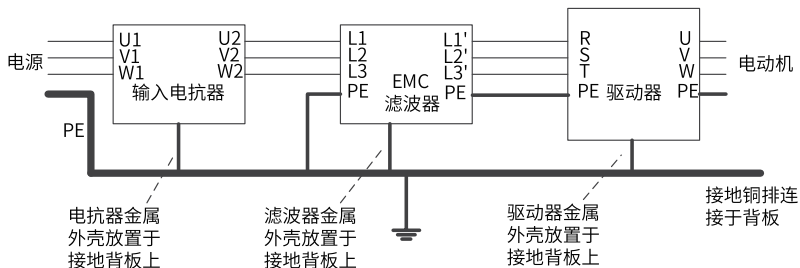 电源
U1
V1
W1
U2
V2
W2
输入电抗器
L1
L2
L3
PE
EMC
滤波器
L1'
L2'
L3'
PE
R
S
T
PE
驱动器
U
V
W
PE
电动机
PE
电抗器金属
外壳放置于
接地背板上
滤波器金属
外壳放置于
接地背板上
驱动器金属
外壳放置于
接地背板上
接地铜排连
接于背板